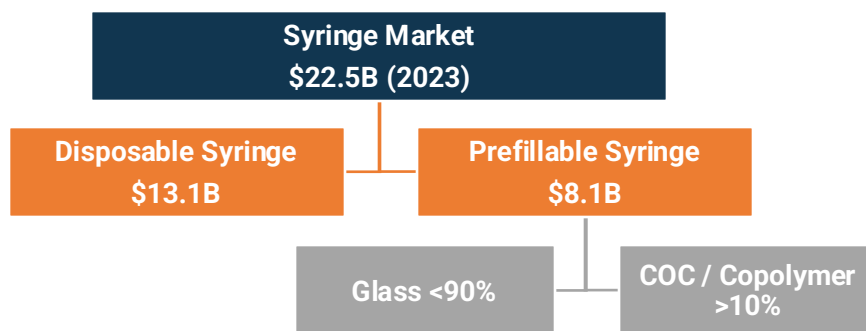 Syringe Market
$22.5B (2023)
Disposable Syringe
$13.1B
Prefillable Syringe
$8.1B
Glass <90%
COC / Copolymer
>10%